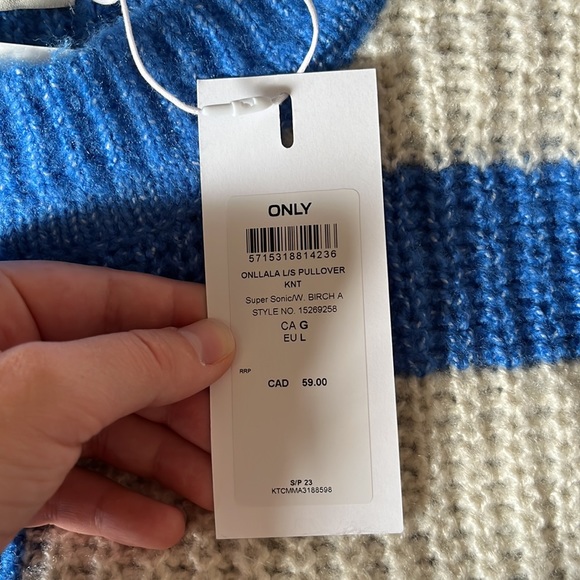 ONLY
5715318814236
ONLLALA L/S PULLOVER
KNT
Super Sonic/W. BIRCH A
STYLE NO. 15269258
CA G
EU L
RRP
CAD 59.00
S/P 23
KTCMMA3188598